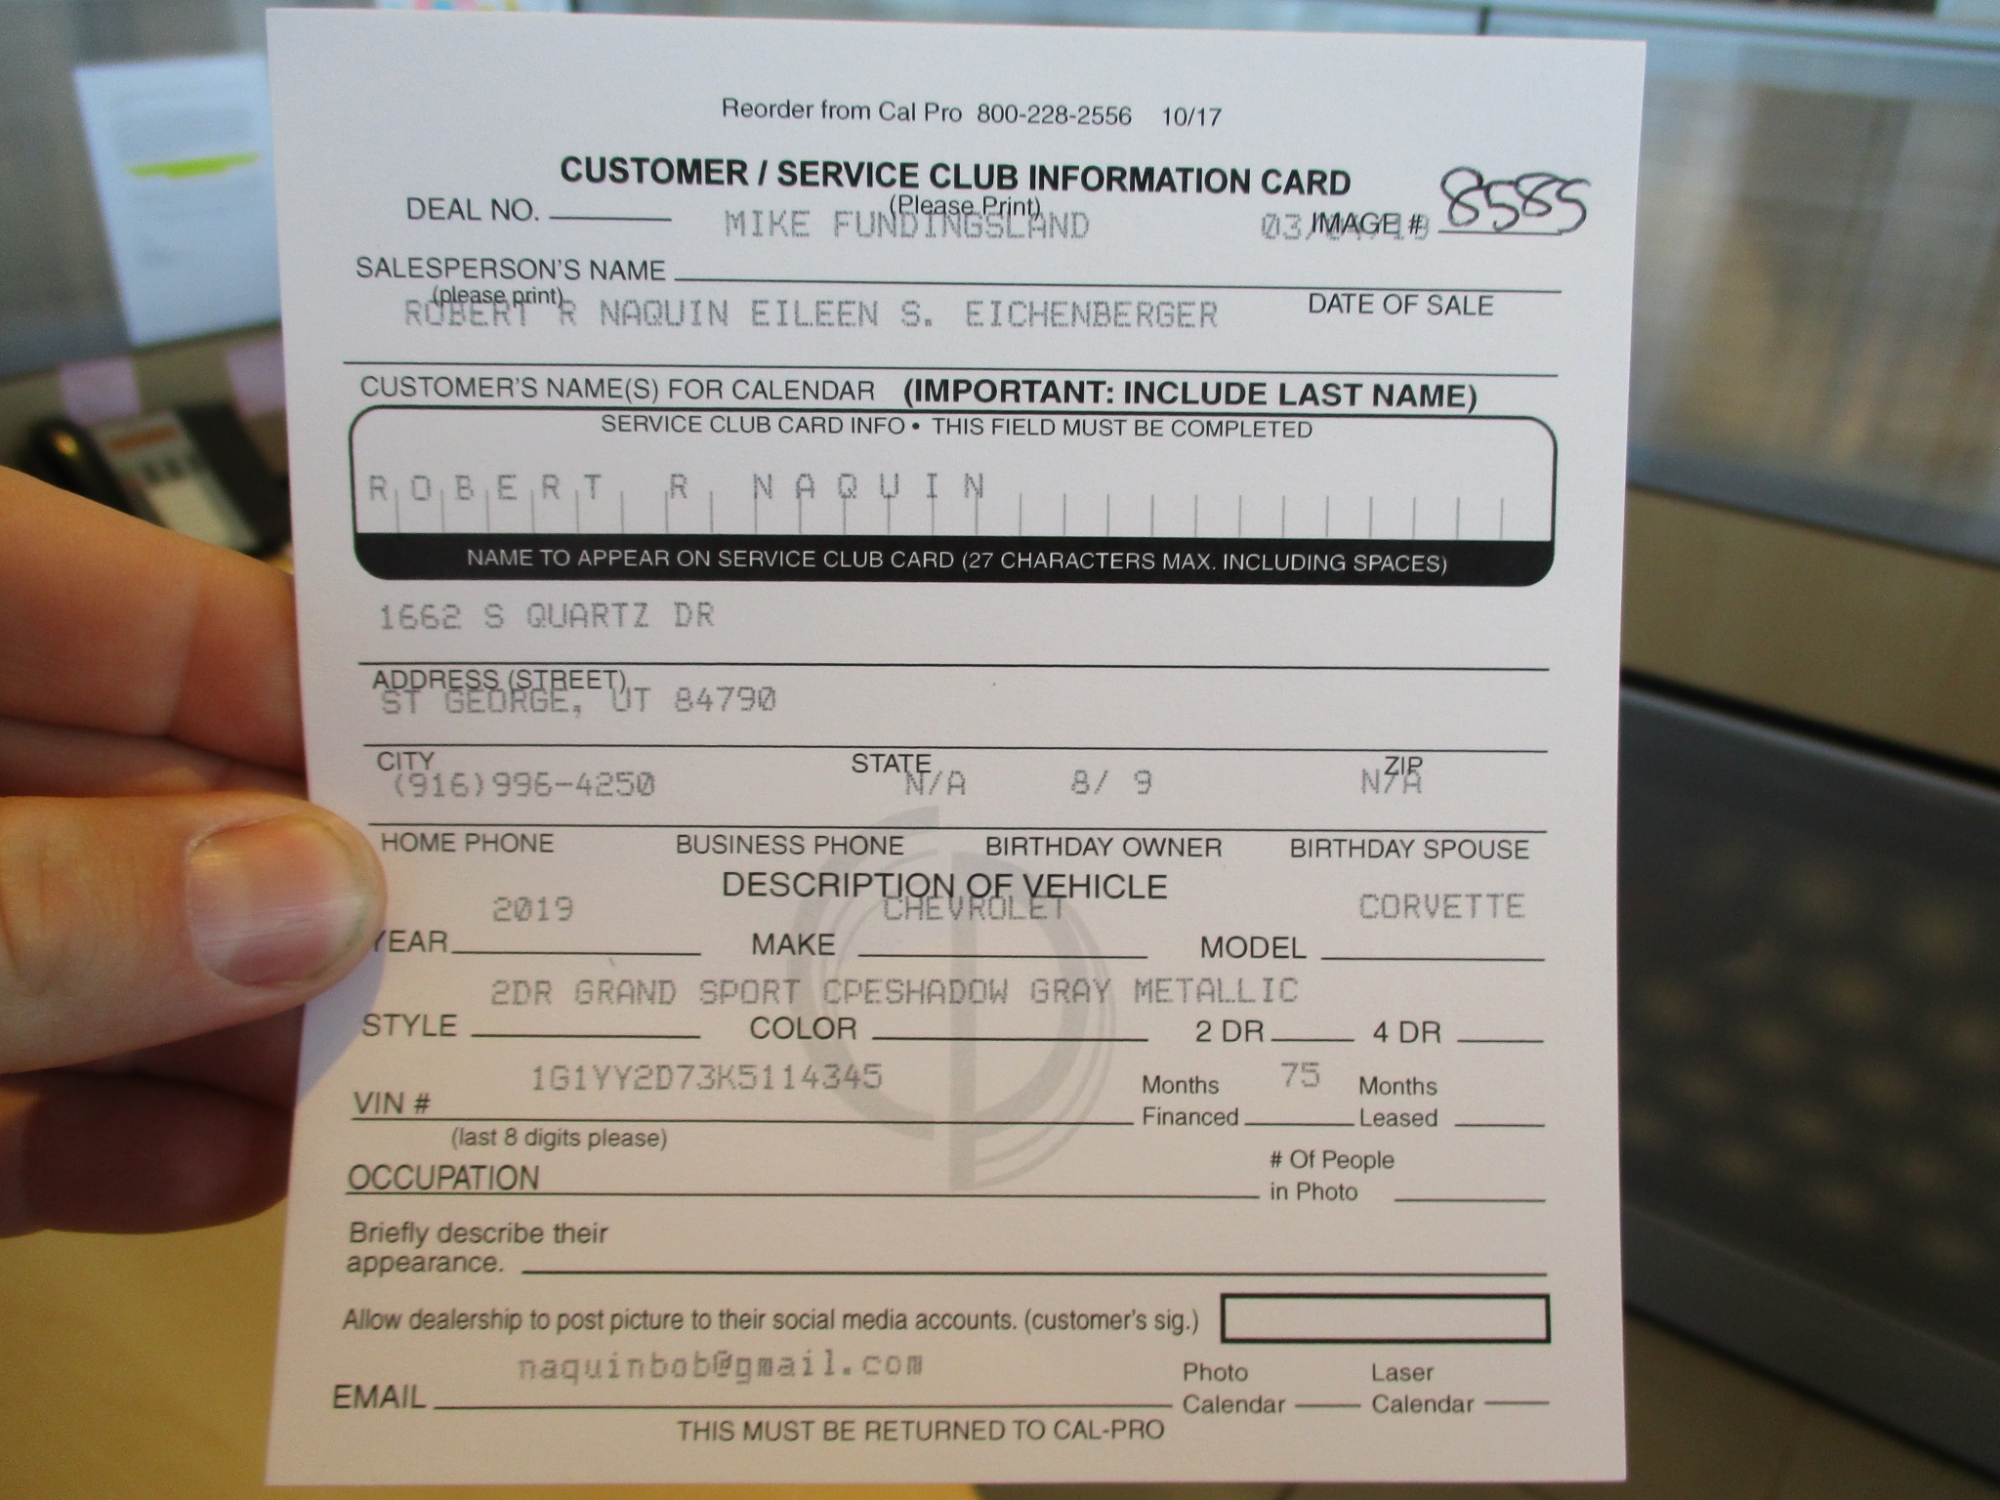 Reorder from Cal Pro 800-228-2556 10/17
CUSTOMER / SERVICE CLUB INFORMATION CARD
(Please Print)
DEAL NO. MIKE FUNDINGSLAND IMAGE # 8585
SALESPERSON'S NAME
(please print) DATE OF SALE
ROBERT R NAQUIN EILEEN S. EICHENBERGER
CUSTOMER'S NAME(S) FOR CALENDAR (IMPORTANT: INCLUDE LAST NAME)
SERVICE CLUB CARD INFO • THIS FIELD MUST BE COMPLETED
ROBERT R NAQUIN
NAME TO APPEAR ON SERVICE CLUB CARD (27 CHARACTERS MAX. INCLUDING SPACES)
1662 S QUARTZ DR
ADDRESS (STREET)
ST GEORGE, UT 84790
CITY STATE ZIP
(916)996-4250 N/A 8/ 9 N/A
HOME PHONE BUSINESS PHONE BIRTHDAY OWNER BIRTHDAY SPOUSE
DESCRIPTION OF VEHICLE
2019 CHEVROLET CORVETTE
YEAR MAKE MODEL
2DR GRAND SPORT CPESHADOW GRAY METALLIC
STYLE COLOR 2 DR 4 DR
1G1YY2D73K5114345 Months 75 Months
VIN # Financed Leased
(last 8 digits please)
OCCUPATION # Of People
in Photo
Briefly describe their
appearance.
Allow dealership to post picture to their social media accounts. (customer's sig.)
naquinbob@gmail.com Photo Laser
EMAIL Calendar Calendar
THIS MUST BE RETURNED TO CAL-PRO